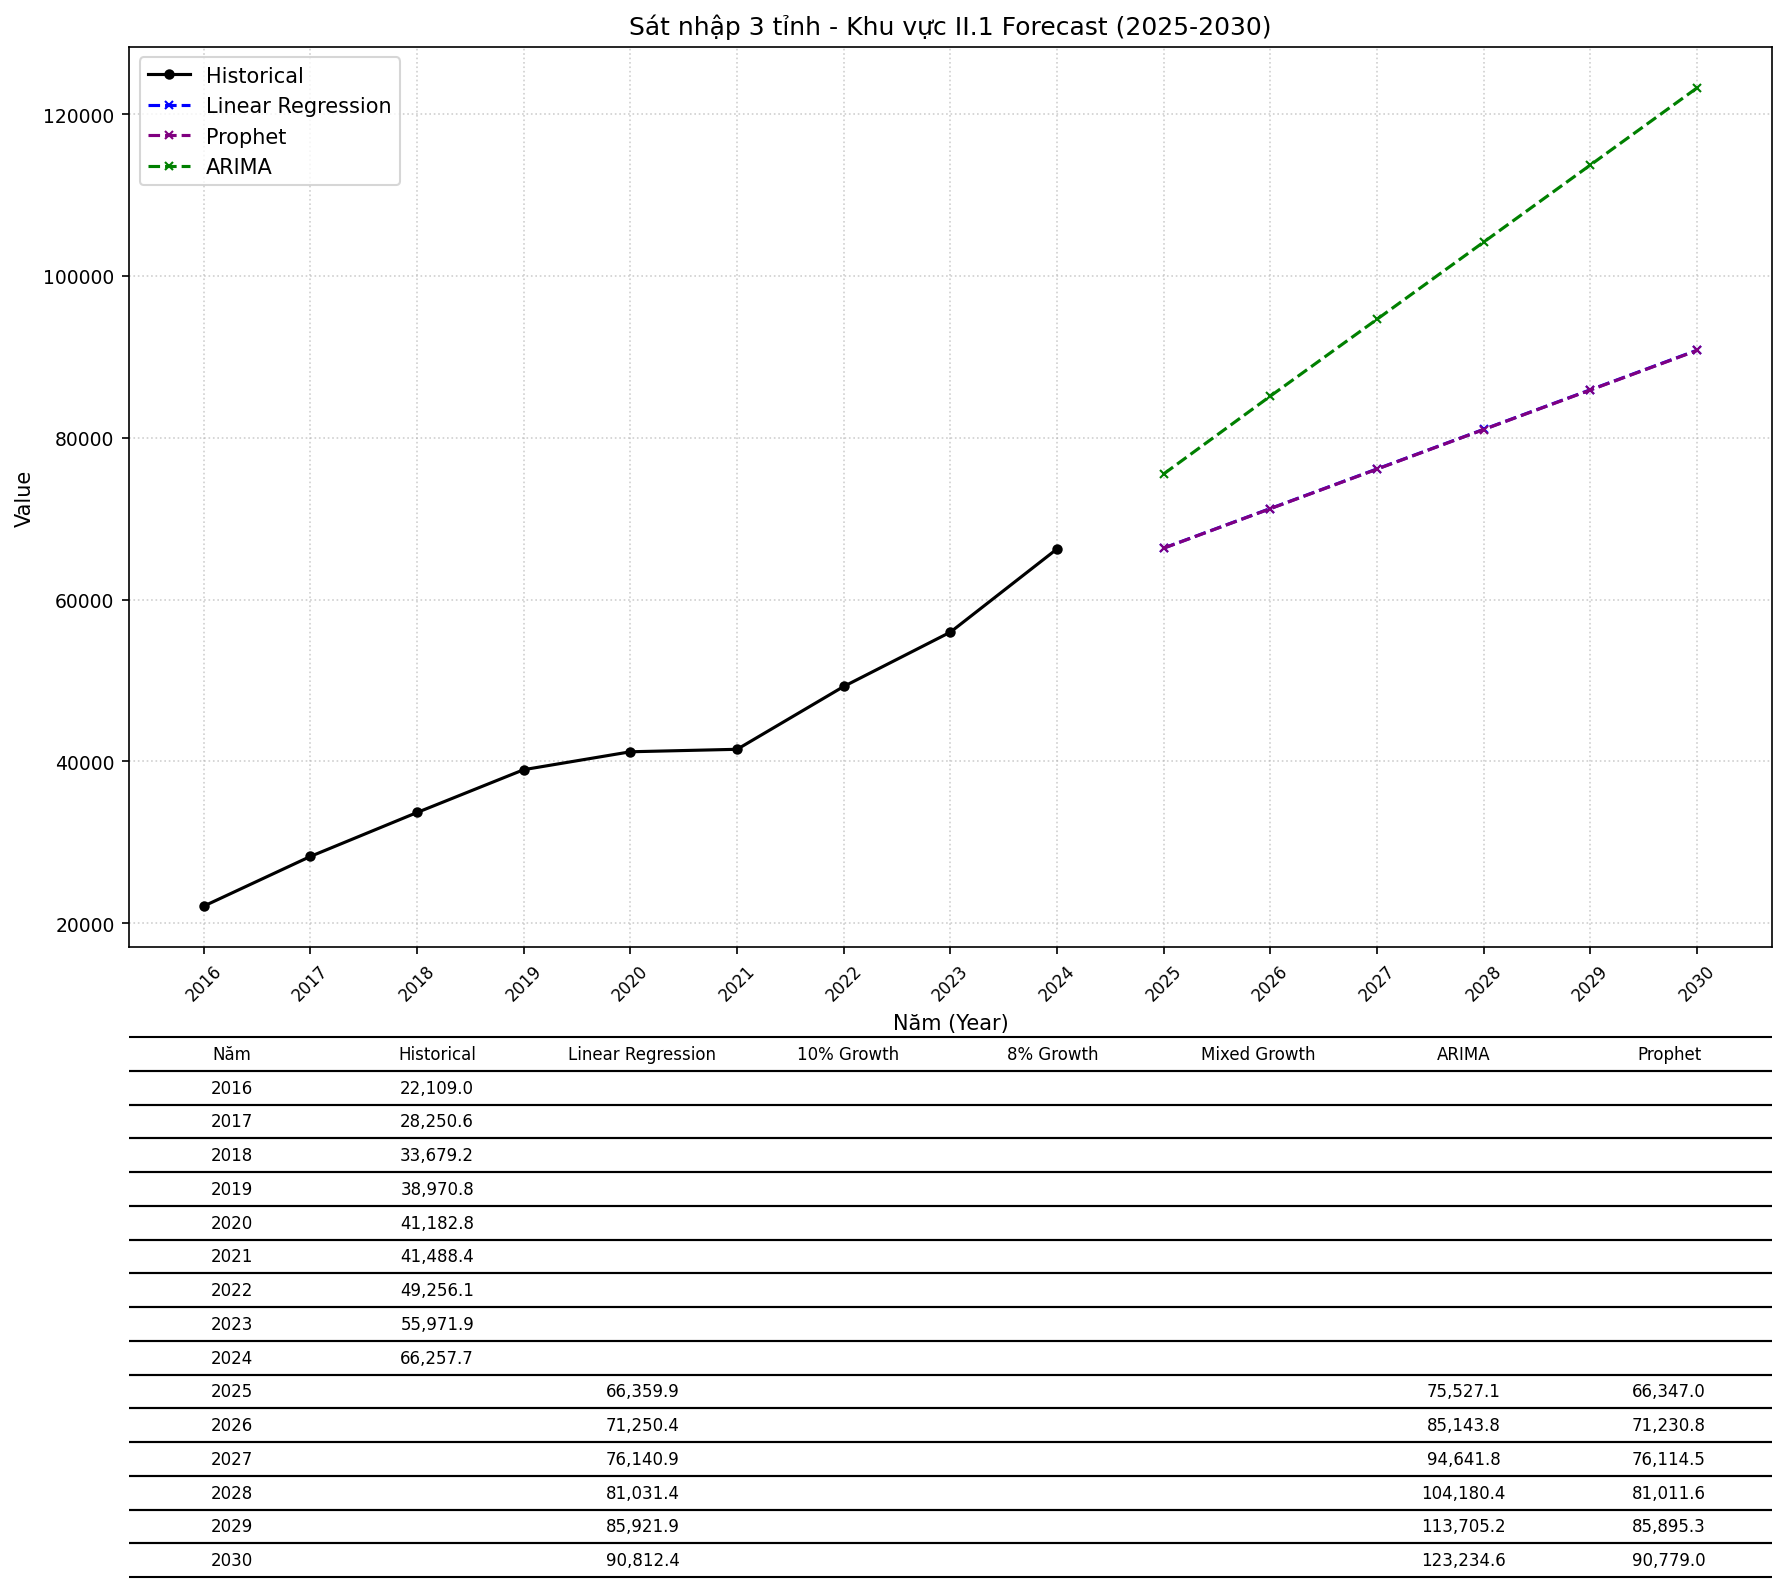 Sát nhập 3 tỉnh - Khu vực II.1 Forecast (2025-2030)
Historical
Linear Regression
Prophet
ARIMA
Value
120000
100000
80000
60000
40000
20000
2016 2017 2018 2019 2020 2021 2022 2023 2024 2025 2026 2027 2028 2029 2030
Năm (Year)
Năm Historical Linear Regression 10% Growth 8% Growth Mixed Growth ARIMA Prophet
2016 22,109.0
2017 28,250.6
2018 33,679.2
2019 38,970.8
2020 41,182.8
2021 41,488.4
2022 49,256.1
2023 55,971.9
2024 66,257.7
2025 66,359.9 75,527.1 66,347.0
2026 71,250.4 85,143.8 71,230.8
2027 76,140.9 94,641.8 76,114.5
2028 81,031.4 104,180.4 81,011.6
2029 85,921.9 113,705.2 85,895.3
2030 90,812.4 123,234.6 90,779.0